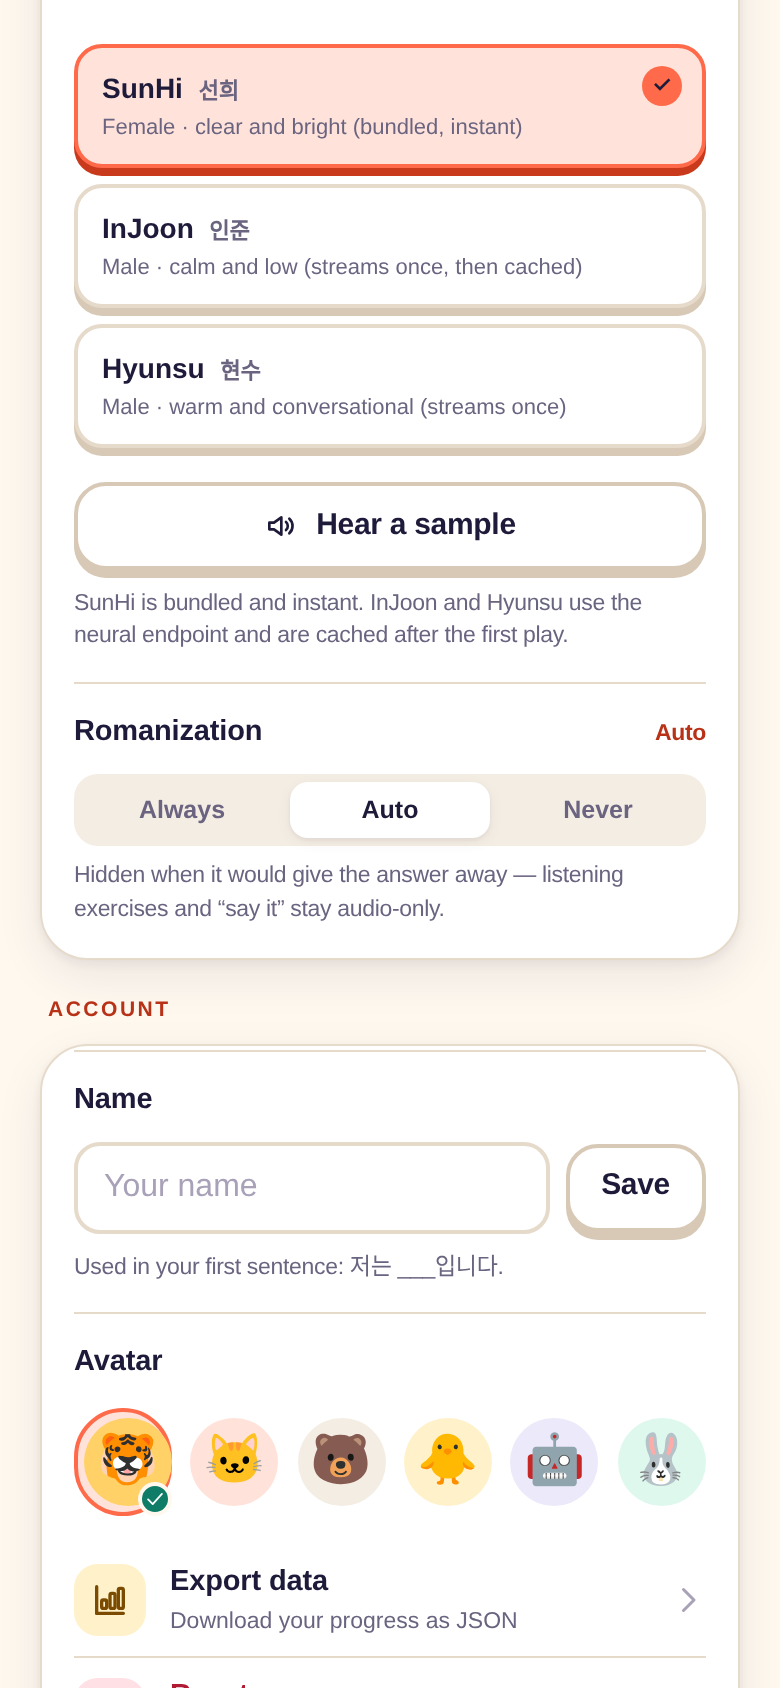 SunHi 선희
Female · clear and bright (bundled, instant)
InJoon 인준
Male · calm and low (streams once, then cached)
Hyunsu 현수
Male · warm and conversational (streams once)
Hear a sample
SunHi is bundled and instant. InJoon and Hyunsu use the
neural endpoint and are cached after the first play.
Romanization Auto
Always Auto Never
Hidden when it would give the answer away — listening
exercises and “say it” stay audio-only.
ACCOUNT
Name
Your name Save
Used in your first sentence: 저는 ___입니다.
Avatar
Export data
Download your progress as JSON